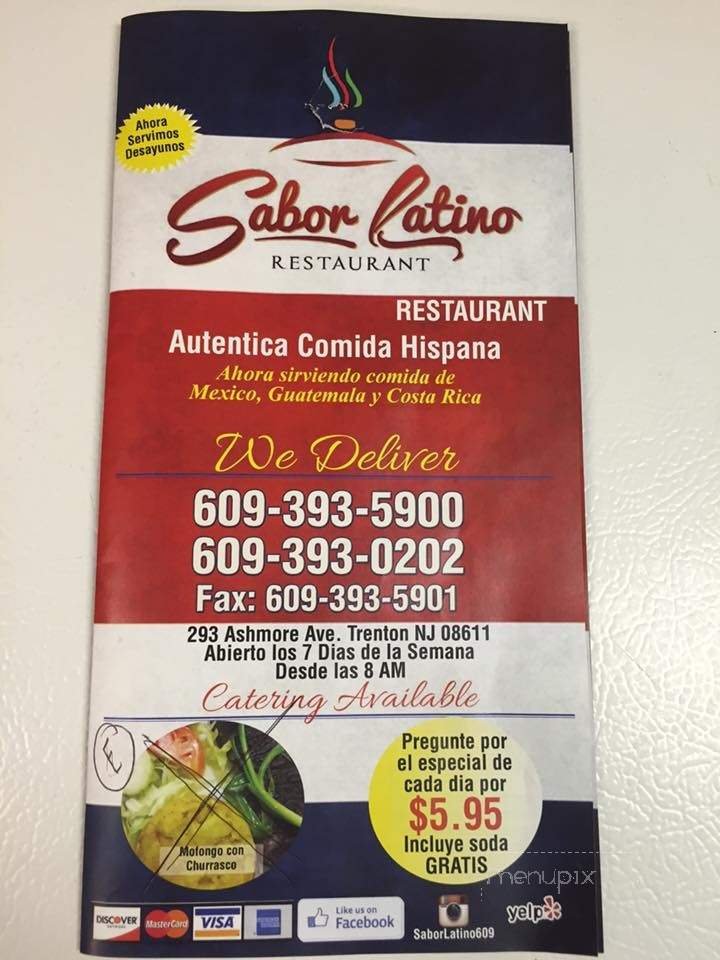 Ahora
Servimos
Desayunos
Sabor Latino
RESTAURANT
RESTAURANT
Autentica Comida Hispana
Ahora sirviendo comida de
Mexico, Guatemala y Costa Rica
We Deliver
609-393-5900
609-393-0202
Fax: 609-393-5901
293 Ashmore Ave. Trenton NJ 08611
Abierto los 7 Dias de la Semana
Desde las 8 AM
Catering Available
E
Mofongo con
Churrasco
Pregunte por
el especial de
cada dia por
$5.95
Incluye soda
GRATIS
menupix
DISCOVER
MasterCard
VISA
Like us on
Facebook
SaborLatino609
yelp